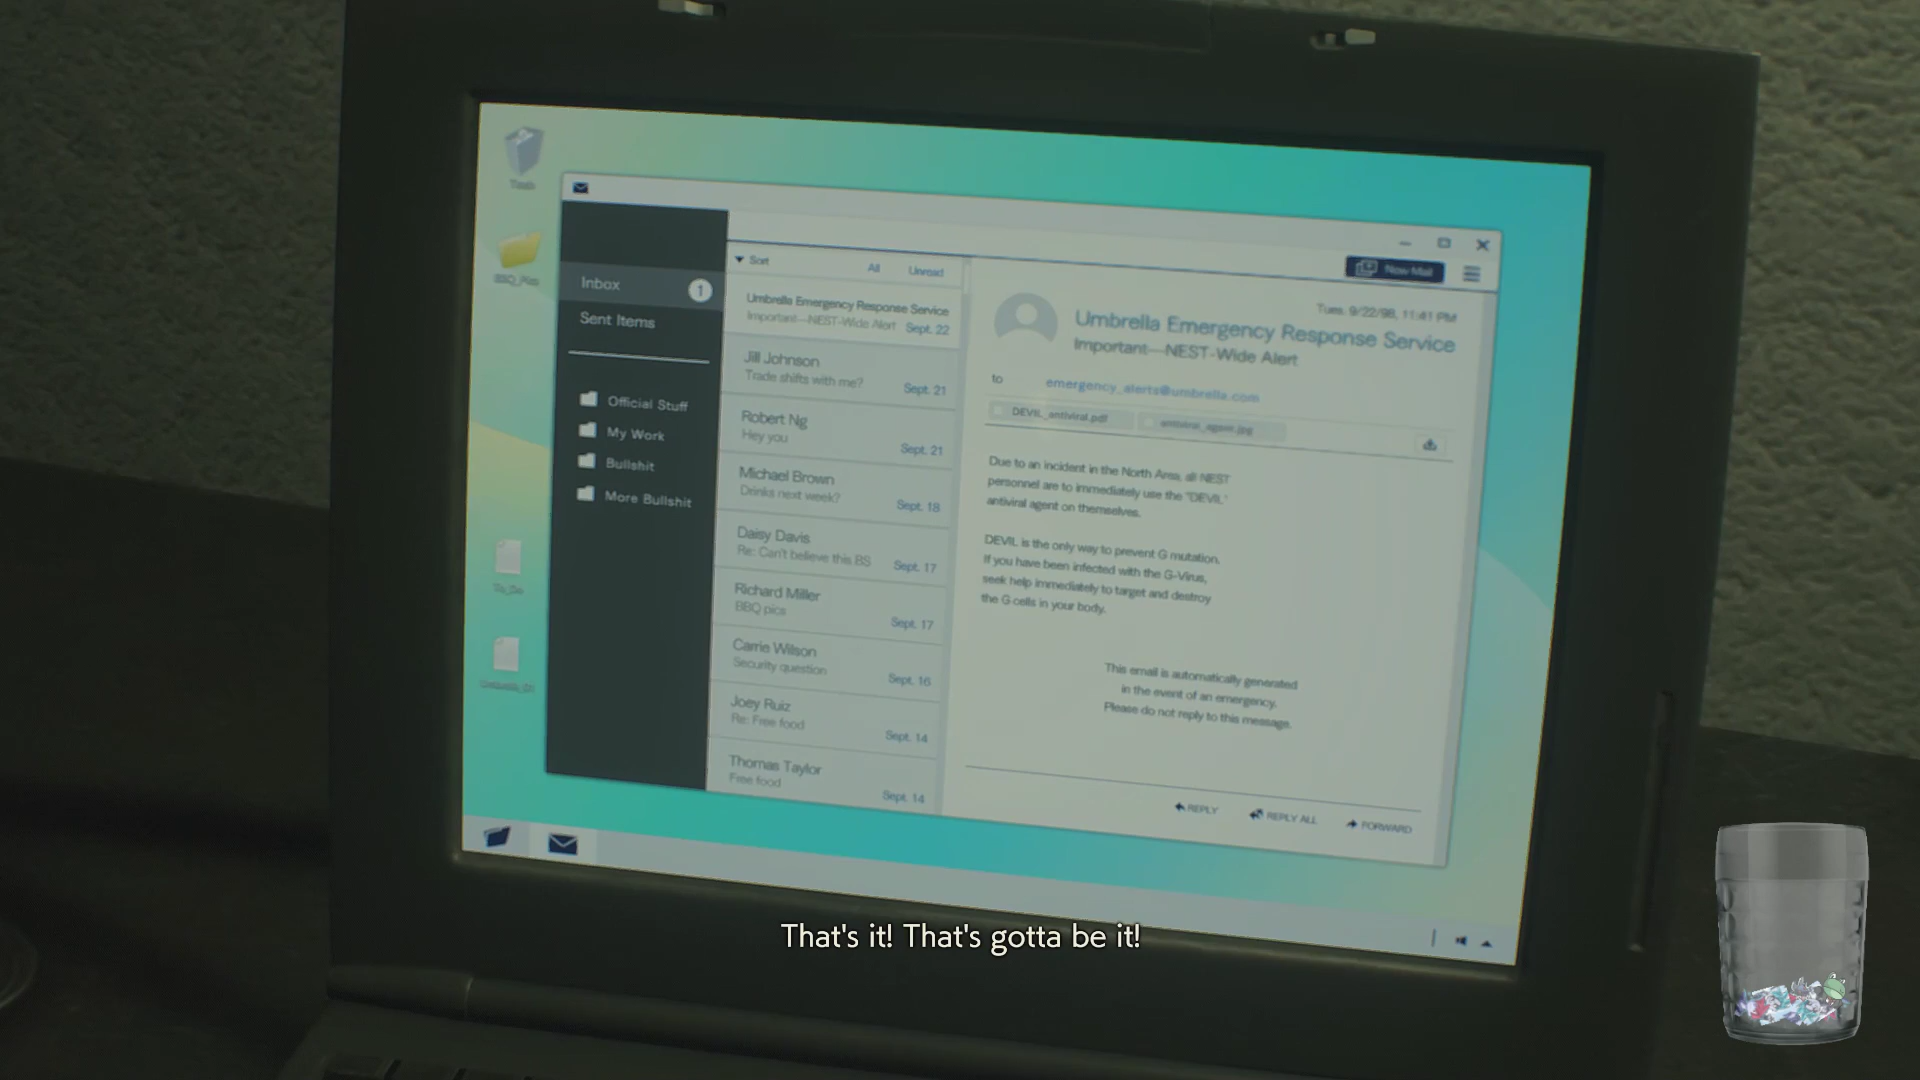 Trash
BBQ_Pics
To_Do
Inbox
1
Sent Items
Official Stuff
My Work
Bullshit
More Bullshit
Sort
All
Unread
Umbrella Emergency Response Service
Important—NEST-Wide Alert
Sept. 22
Jill Johnson
Trade shifts with me?
Sept. 21
Robert Ng
Hey you
Sept. 21
Michael Brown
Drinks next week?
Sept. 18
Daisy Davis
Re: Can't believe this BS
Sept. 17
Richard Miller
BBQ pics
Sept. 17
Carrie Wilson
Security question
Sept. 16
Joey Ruiz
Re: Free food
Sept. 14
Thomas Taylor
Free food
Sept. 14
New Mail
Tues. 9/22/98, 11:41 PM
Umbrella Emergency Response Service
Important—NEST-Wide Alert
to
emergency_alerts@umbrella.com
DEVIL_antiviral.pdf
antiviral_agent.jpg
Due to an incident in the North Area, all NEST
personnel are to immediately use the "DEVIL"
antiviral agent on themselves.
DEVIL is the only way to prevent G mutation.
If you have been infected with the G-Virus,
seek help immediately to target and destroy
the G cells in your body.
This email is automatically generated
in the event of an emergency.
Please do not reply to this message.
REPLY
REPLY ALL
FORWARD
That's it! That's gotta be it!